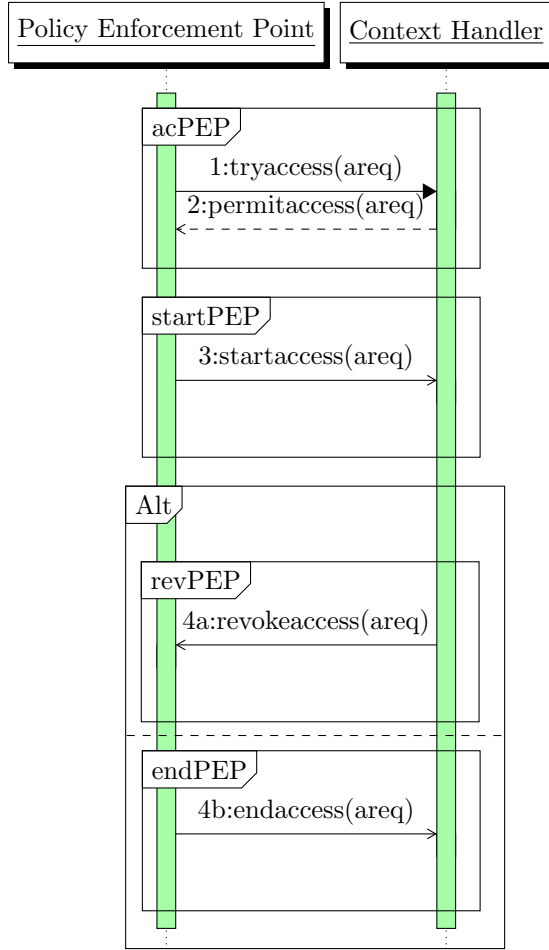 Policy Enforcement Point
Context Handler
acPEP
1:tryaccess(areq)
2:permitaccess(areq)
startPEP
3:startaccess(areq)
Alt
revPEP
4a:revokeaccess(areq)
endPEP
4b:endaccess(areq)